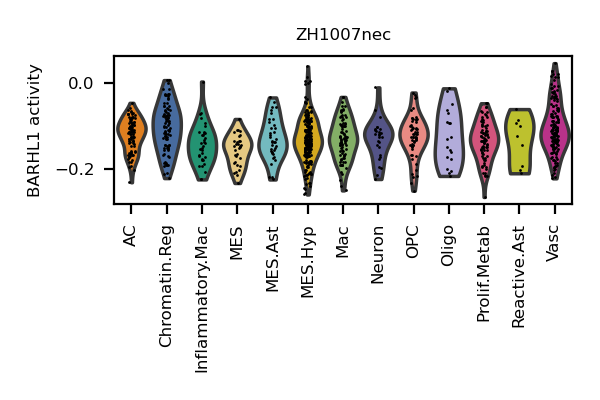 ZH1007nec
BARHL1 activity
0.0
−0.2
AC
Chromatin.Reg
Inflammatory.Mac
MES
MES.Ast
MES.Hyp
Mac
Neuron
OPC
Oligo
Prolif.Metab
Reactive.Ast
Vasc